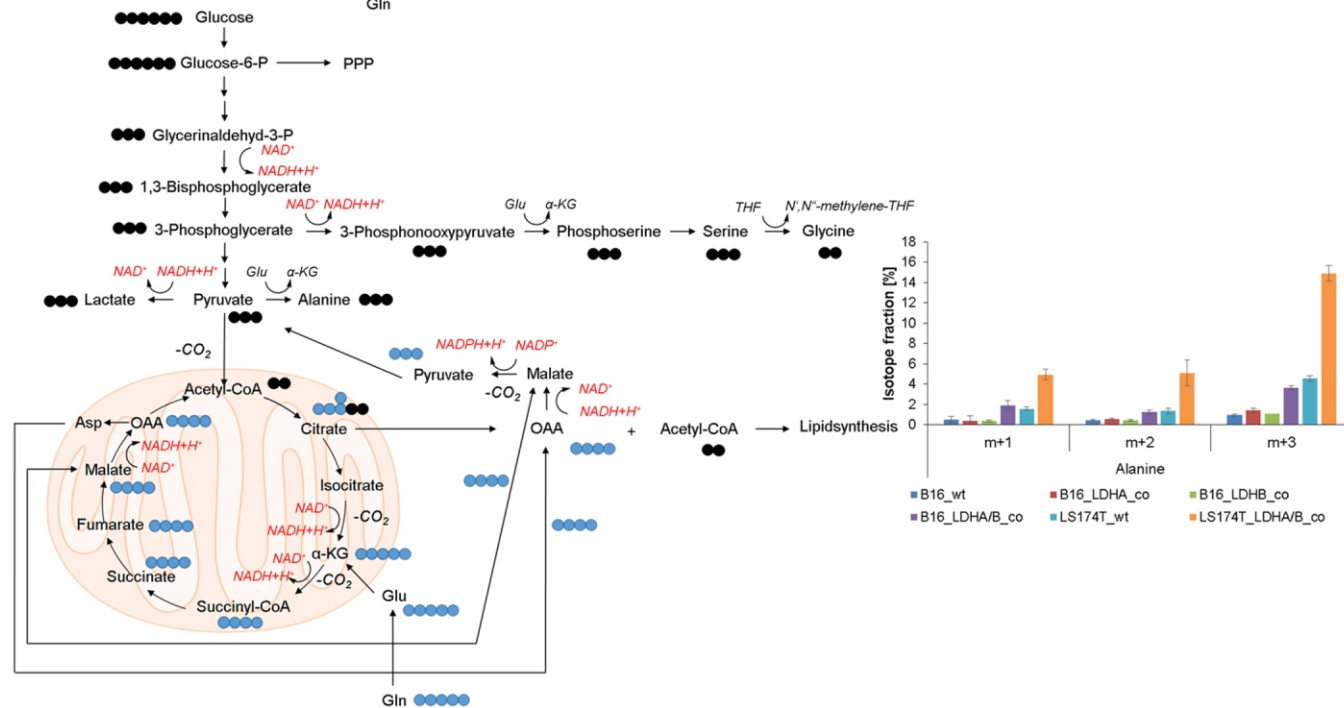 Gln
Glucose
Glucose-6-P
PPP
Glycerinaldehyd-3-P
NAD⁺
NADH+H⁺
1,3-Bisphosphoglycerate
NAD⁺ NADH+H⁺
Glu α-KG
THF N',N''-methylene-THF
3-Phosphoglycerate
3-Phosphonooxypyruvate
Phosphoserine
Serine
Glycine
NAD⁺ NADH+H⁺
Glu α-KG
Lactate
Pyruvate
Alanine
-CO₂
NADPH+H⁺ NADP⁺
Pyruvate
Malate
-CO₂
NAD⁺
NADH+H⁺
Acetyl-CoA
Asp
OAA
Citrate
OAA
+
Acetyl-CoA
Lipidsynthesis
NADH+H⁺
NAD⁺
Malate
Isocitrate
NAD⁺
-CO₂
NADH+H⁺
Fumarate
α-KG
NAD⁺
NADH+H⁺
-CO₂
Succinate
Glu
Succinyl-CoA
Gln
Isotope fraction [%]
18
16
14
12
10
8
6
4
2
0
m+1 m+2 m+3
Alanine
B16_wt B16_LDHA_co B16_LDHB_co
B16_LDHA/B_co LS174T_wt LS174T_LDHA/B_co